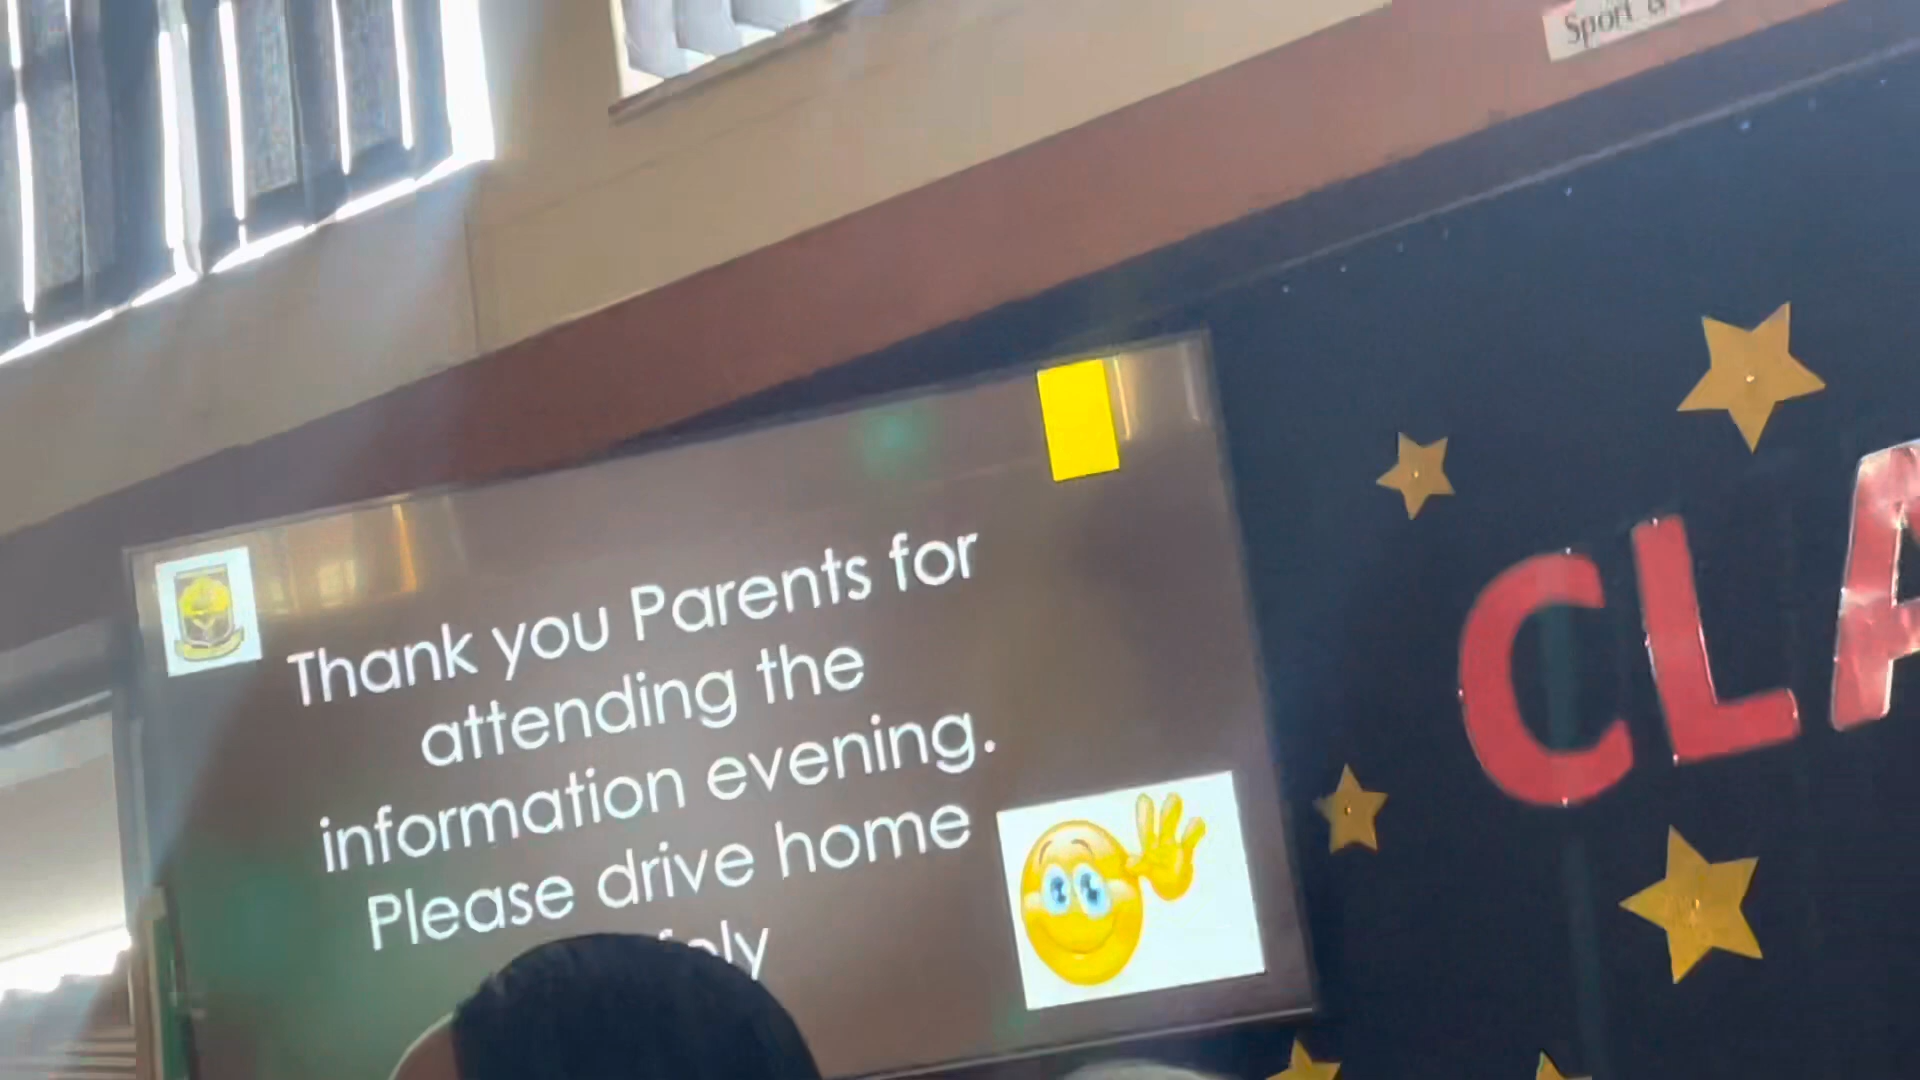 Sport &
Thank you Parents for
attending the
information evening.
Please drive home
CLA